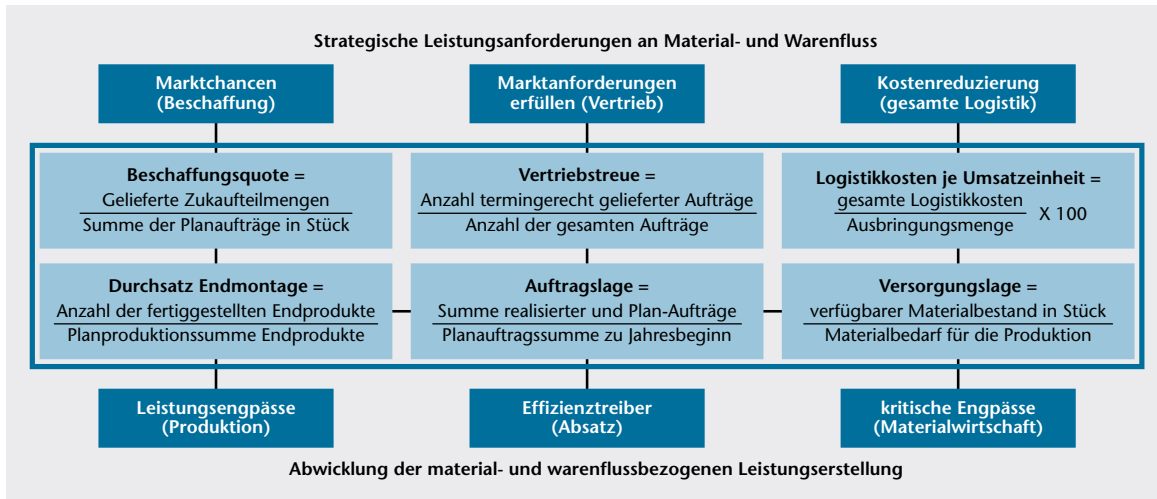 Strategische Leistungsanforderungen an Material- und Warenfluss
Marktchancen
(Beschaffung)
Marktanforderungen
erfüllen (Vertrieb)
Kostenreduzierung
(gesamte Logistik)
Beschaffungsquote =
Gelieferte Zukaufteilmengen
Summe der Planaufträge in Stück
Vertriebstreue =
Anzahl termingerecht gelieferter Aufträge
Anzahl der gesamten Aufträge
Logistikkosten je Umsatzeinheit =
gesamte Logistikkosten
Ausbringungsmenge
X 100
Durchsatz Endmontage =
Anzahl der fertiggestellten Endprodukte
Planproduktionssumme Endprodukte
Auftragslage =
Summe realisierter und Plan-Aufträge
Planauftragssumme zu Jahresbeginn
Versorgungslage =
verfügbarer Materialbestand in Stück
Materialbedarf für die Produktion
Leistungsengpässe
(Produktion)
Effizienztreiber
(Absatz)
kritische Engpässe
(Materialwirtschaft)
Abwicklung der material- und warenflussbezogenen Leistungserstellung